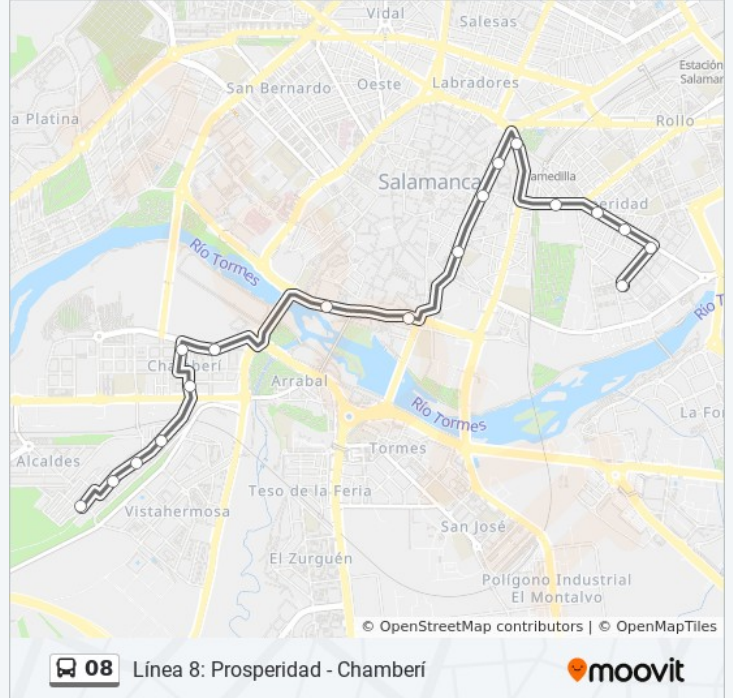 Vidal
Salesas
Estación
Salamar
San Bernardo
Oeste
Labradores
a Platina
Rollo
Salamanca
amedilla
eridad
Río Tormes
Río T
Chamberí
Arrabal
Río Tormes
La Fo
Tormes
Alcaldes
Teso de la Feria
Vistahermosa
San José
El Zurguén
Polígono Industrial
El Montalvo
© OpenStreetMap contributors | © OpenMapTiles
08 Línea 8: Prosperidad - Chamberí
moovit